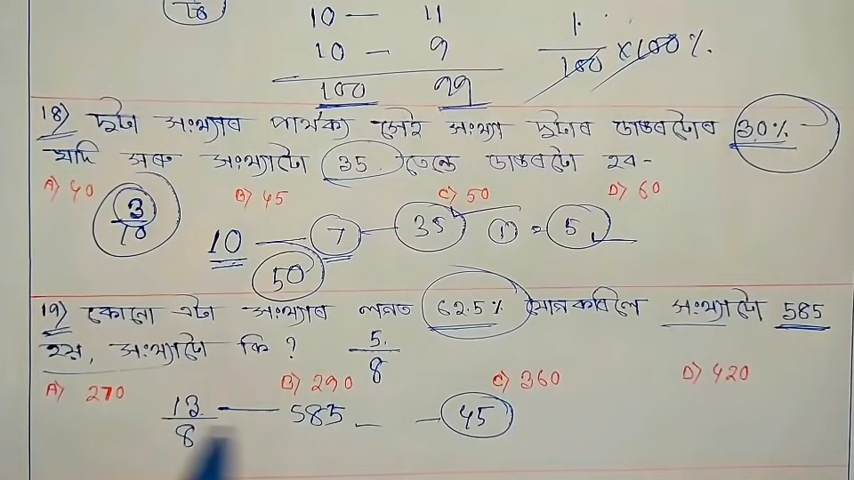 18
10 — 11
10 — 9
100 99
1/100 x 100 %.
18) দুটা সংখ্যাৰ পাৰ্থক্য সেই সংখ্যা দুটাৰ ডাঙৰটোৰ 30%
যদি সৰু সংখ্যাটো 35 তেন্তে ডাঙৰটো হব-
A) 40 B) 45 C) 50 D) 60
3/10 10 — 7 — 35 ① = 5
50
19) কোনো এটা সংখ্যাৰ লগত 62.5% যোগ কৰিলে সংখ্যাটো 585
হয়, সংখ্যাটো কি ? 5/8
A) 270 B) 290 C) 360 D) 420
13/8 — 585 — 45